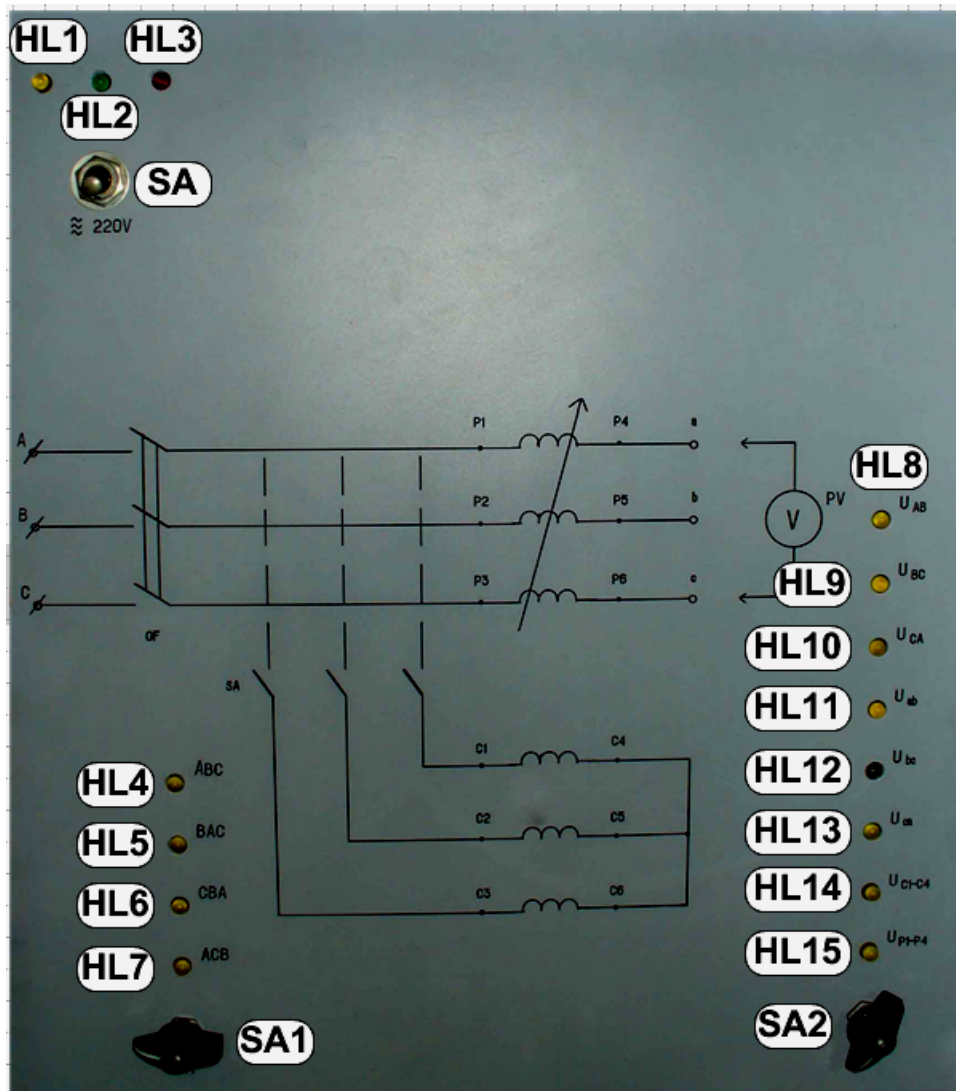 HL1
HL3
HL2
SA
≈ 220V
A
P1
P4
a
HL8
B
P2
P5
b
V
PV
U AB
C
P3
P6
c
HL9
U BC
QF
HL10
U CA
SA
HL11
U ab
C1
C4
HL4
ABC
HL12
U bc
HL5
BAC
C2
C5
HL13
U ca
HL6
CBA
C3
C6
HL14
U C1-C4
HL7
ACB
HL15
U P1-P4
SA1
SA2